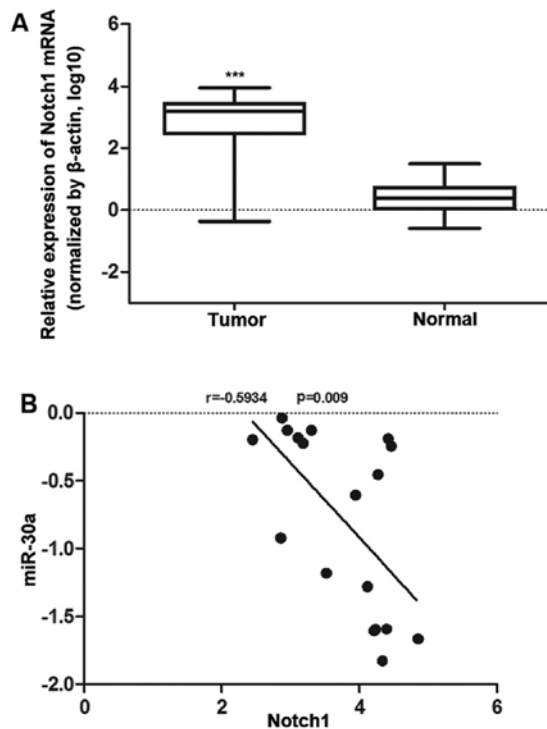 A
Relative expression of Notch1 mRNA
(normalized by β-actin, log10)
6
4
2
0
-2
***
Tumor
Normal
B
r=-0.5934 p=0.009
miR-30a
0.0
-0.5
-1.0
-1.5
-2.0
0 2 4 6
Notch1